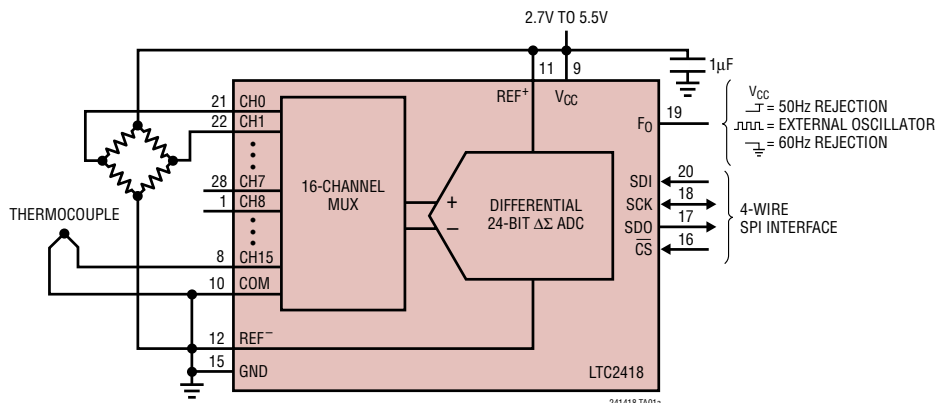 2.7V TO 5.5V
1µF
11
9
REF+
VCC
21
CH0
22
CH1
28
CH7
1
CH8
8
CH15
10
COM
12
REF–
15
GND
THERMOCOUPLE
16-CHANNEL
MUX
+
–
DIFFERENTIAL
24-BIT ΔΣ ADC
FO
19
VCC
= 50Hz REJECTION
= EXTERNAL OSCILLATOR
= 60Hz REJECTION
SDI
20
SCK
18
SDO
17
CS
16
4-WIRE
SPI INTERFACE
LTC2418
241418 TA01a